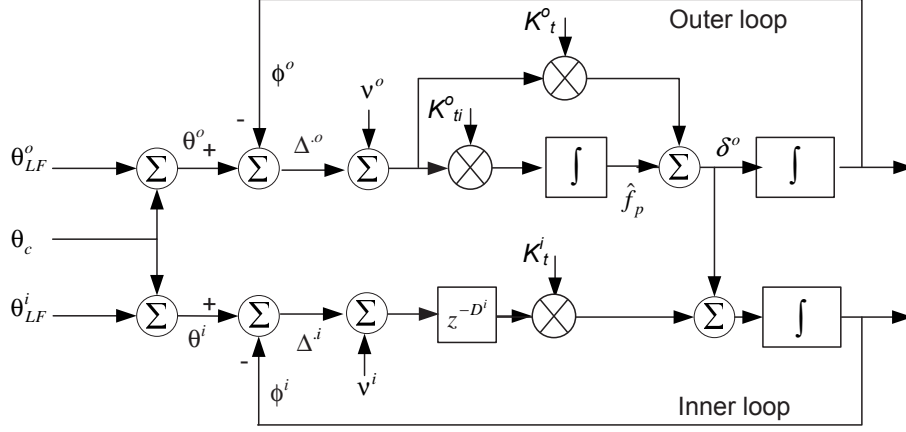 Outer loop
K^o_t
ϕ^o
-
ν^o
K^o_ti
θ^o_LF
Σ
θ^o
+
Σ
Δ^.o
Σ
∫
f̂_p
Σ
δ^o
∫
θ_c
K^i_t
θ^i_LF
Σ
+
θ^i
Σ
-
Δ^.i
Σ
z^{-D^i}
Σ
∫
ν^i
ϕ^i
Inner loop